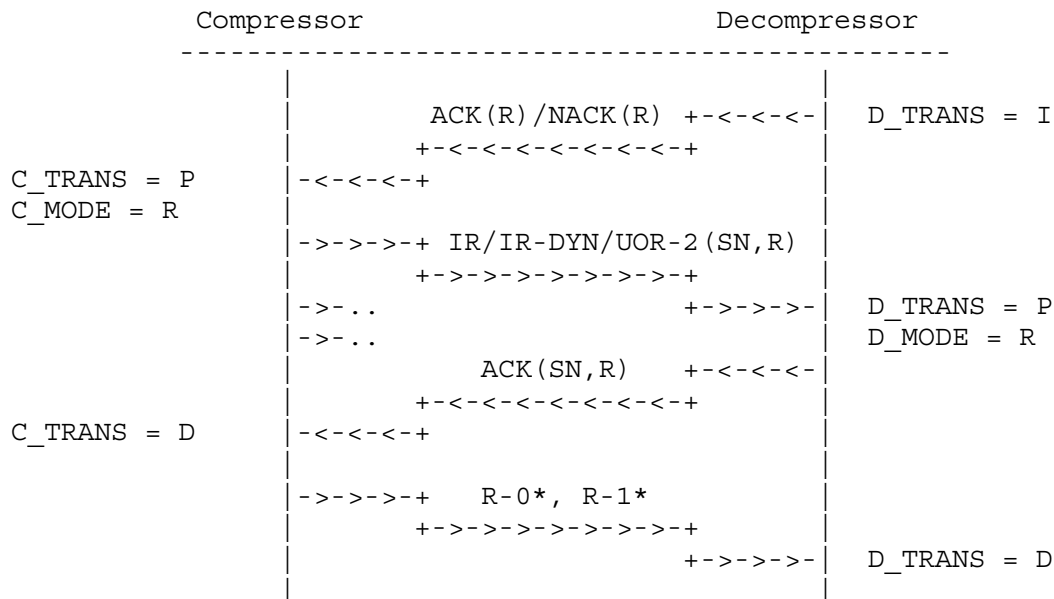 Compressor Decompressor
----------------------------------------------
| |
| ACK(R)/NACK(R) +-<-<-<-| D_TRANS = I
| +-<-<-<-<-<-<-<-+ |
C_TRANS = P |-<-<-<-+ |
C_MODE = R | |
|->->->-+ IR/IR-DYN/UOR-2(SN,R) |
| +->->->->->->->-+ |
|->-.. +->->->-| D_TRANS = P
|->-.. | D_MODE = R
| ACK(SN,R) +-<-<-<-|
| +-<-<-<-<-<-<-<-+ |
C_TRANS = D |-<-<-<-+ |
| |
|->->->-+ R-0*, R-1* |
| +->->->->->->->-+ |
| +->->->-| D_TRANS = D
| |